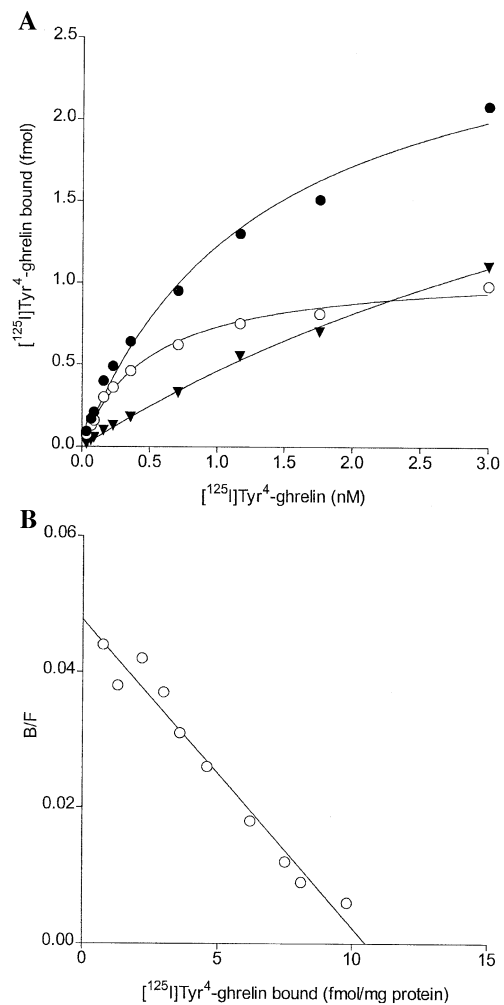 A
2.5
2.0
1.5
1.0
0.5
0.0
[¹²⁵I]Tyr⁴-ghrelin bound (fmol)
0.0 0.5 1.0 1.5 2.0 2.5 3.0
[¹²⁵I]Tyr⁴-ghrelin (nM)
B
0.06
0.04
0.02
0.00
B/F
0 5 10 15
[¹²⁵I]Tyr⁴-ghrelin bound (fmol/mg protein)